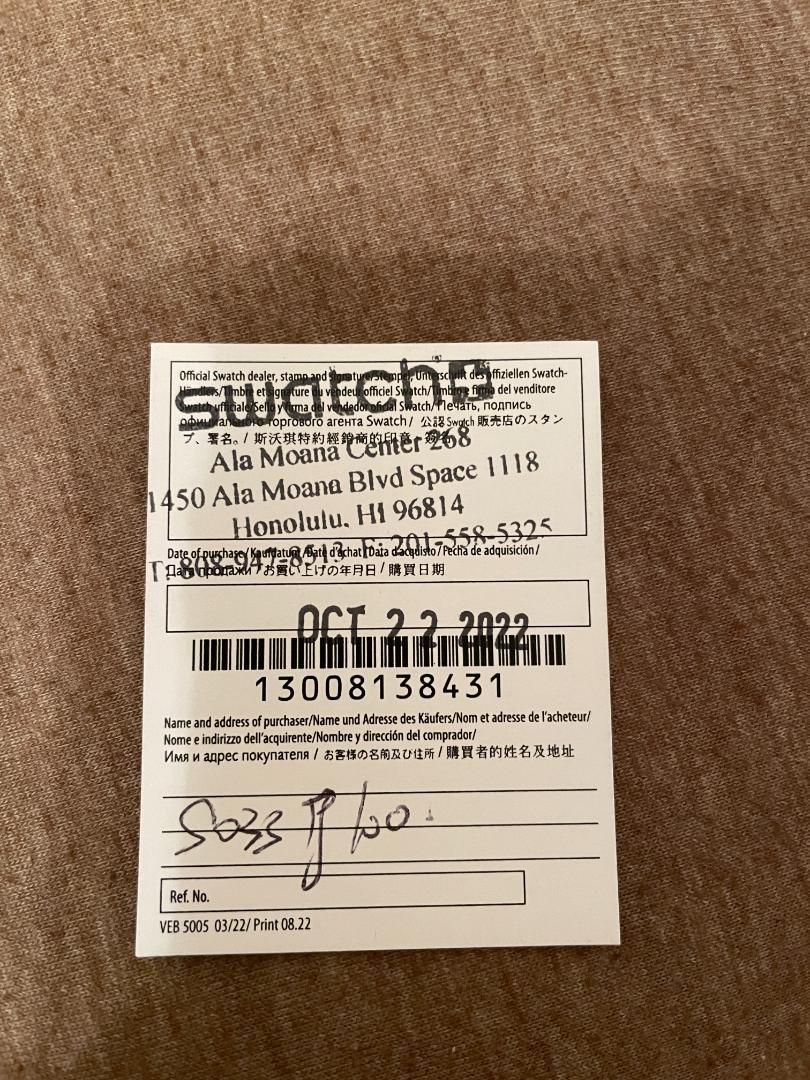 Official Swatch dealer, stamp and signature/Stempel, Unterschrift des offiziellen Swatch-
Händlers/Timbre et signature du vendeur officiel Swatch/Timbro e firma del venditore
Swatch ufficiale/Sello y firma del vendedor oficial Swatch/Печать, подпись
официального торгового агента Swatch/ 公認 Swatch 販売店のスタン
プ、署名。/ 斯沃琪特約經銷商的印章、簽名
swatch
Ala Moana Center 268
1450 Ala Moana Blvd Space 1118
Honolulu, HI 96814
T: 808-947-8513 F: 201-558-5325
Date of purchase/Kaufdatum/Date d'achat/Data d'acquisto/Fecha de adquisición/
Дата продажи/お買い上げの年月日/購買日期
OCT 22 2022
13008138431
Name and address of purchaser/Name und Adresse des Käufers/Nom et adresse de l'acheteur/
Nome e indirizzo dell'acquirente/Nombre y dirección del comprador/
Имя и адрес покупателя / お客様の名前及び住所 / 購買者的姓名及地址
S033 100
Ref. No.
VEB 5005 03/22/ Print 08.22